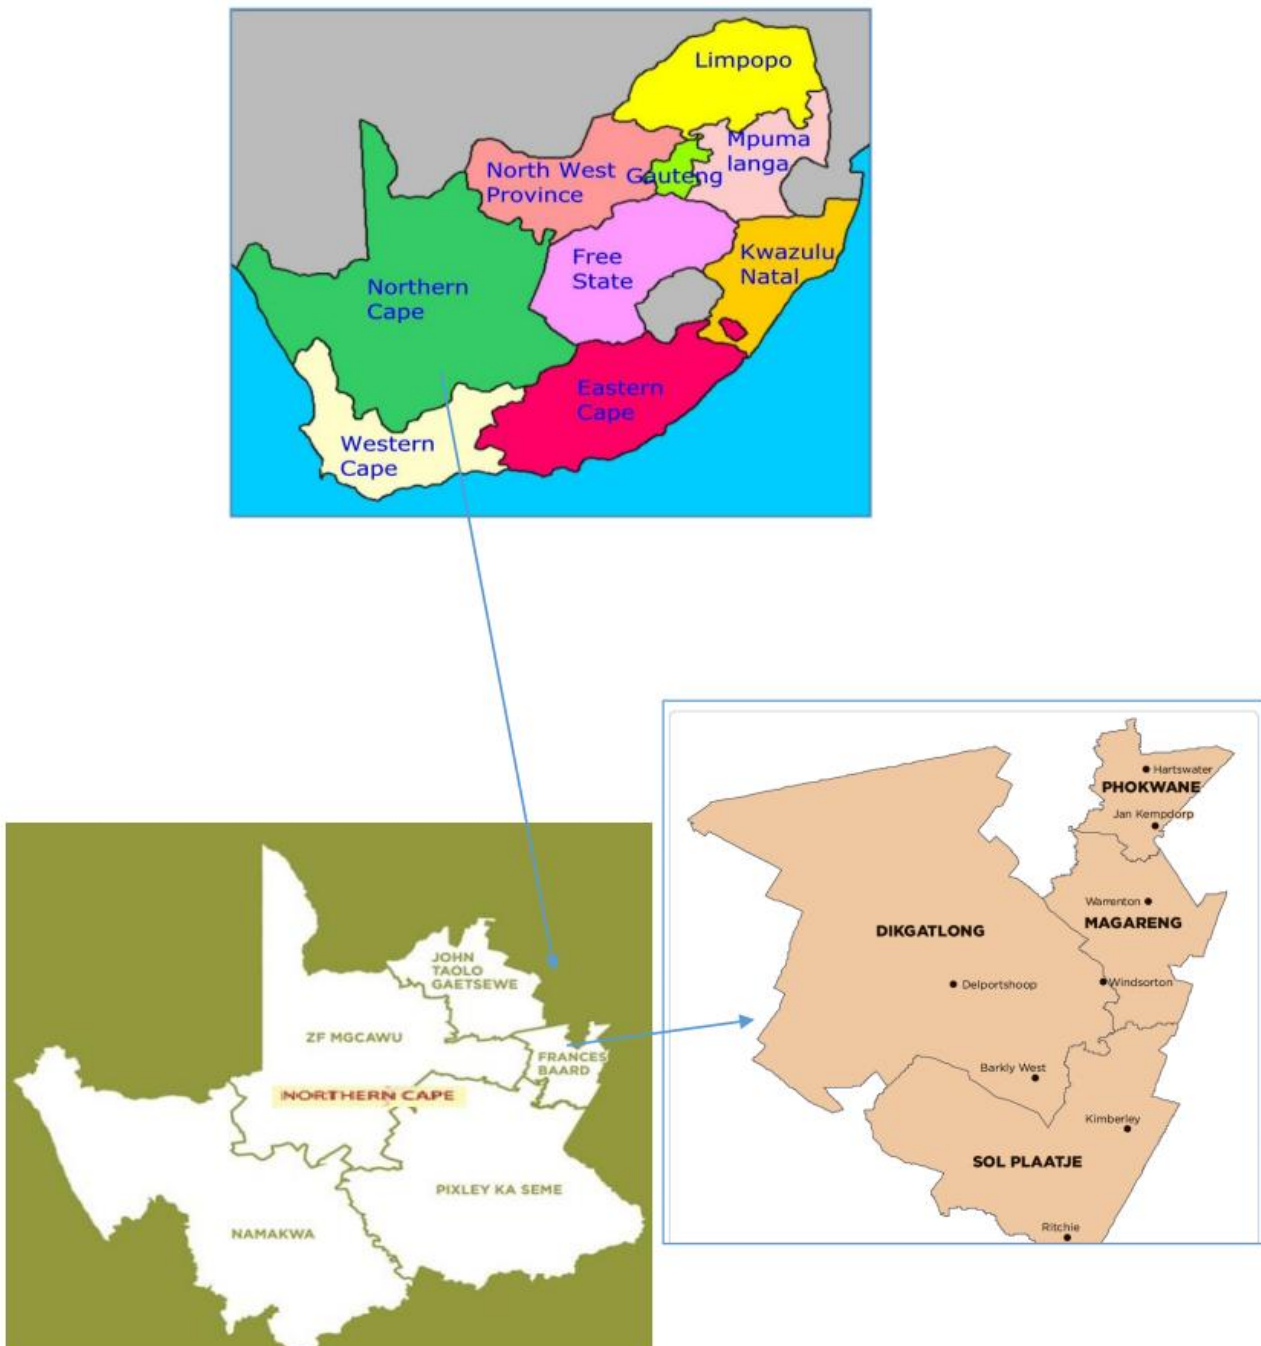 Limpopo
Mpuma
langa
North West
Province
Gauteng
Free
State
Kwazulu
Natal
Northern
Cape
Eastern
Cape
Western
Cape
Hartswater
PHOKWANE
Jan Kempdorp
Warrenton
MAGARENG
DIKGATLONG
Delportshoop
Windsorton
Barkly West
Kimberley
SOL PLAATJE
Ritchie
JOHN
TAOLO
GAETSEWE
ZF MGCAWU
FRANCES
BAARD
NORTHERN CAPE
PIXLEY KA SEME
NAMAKWA